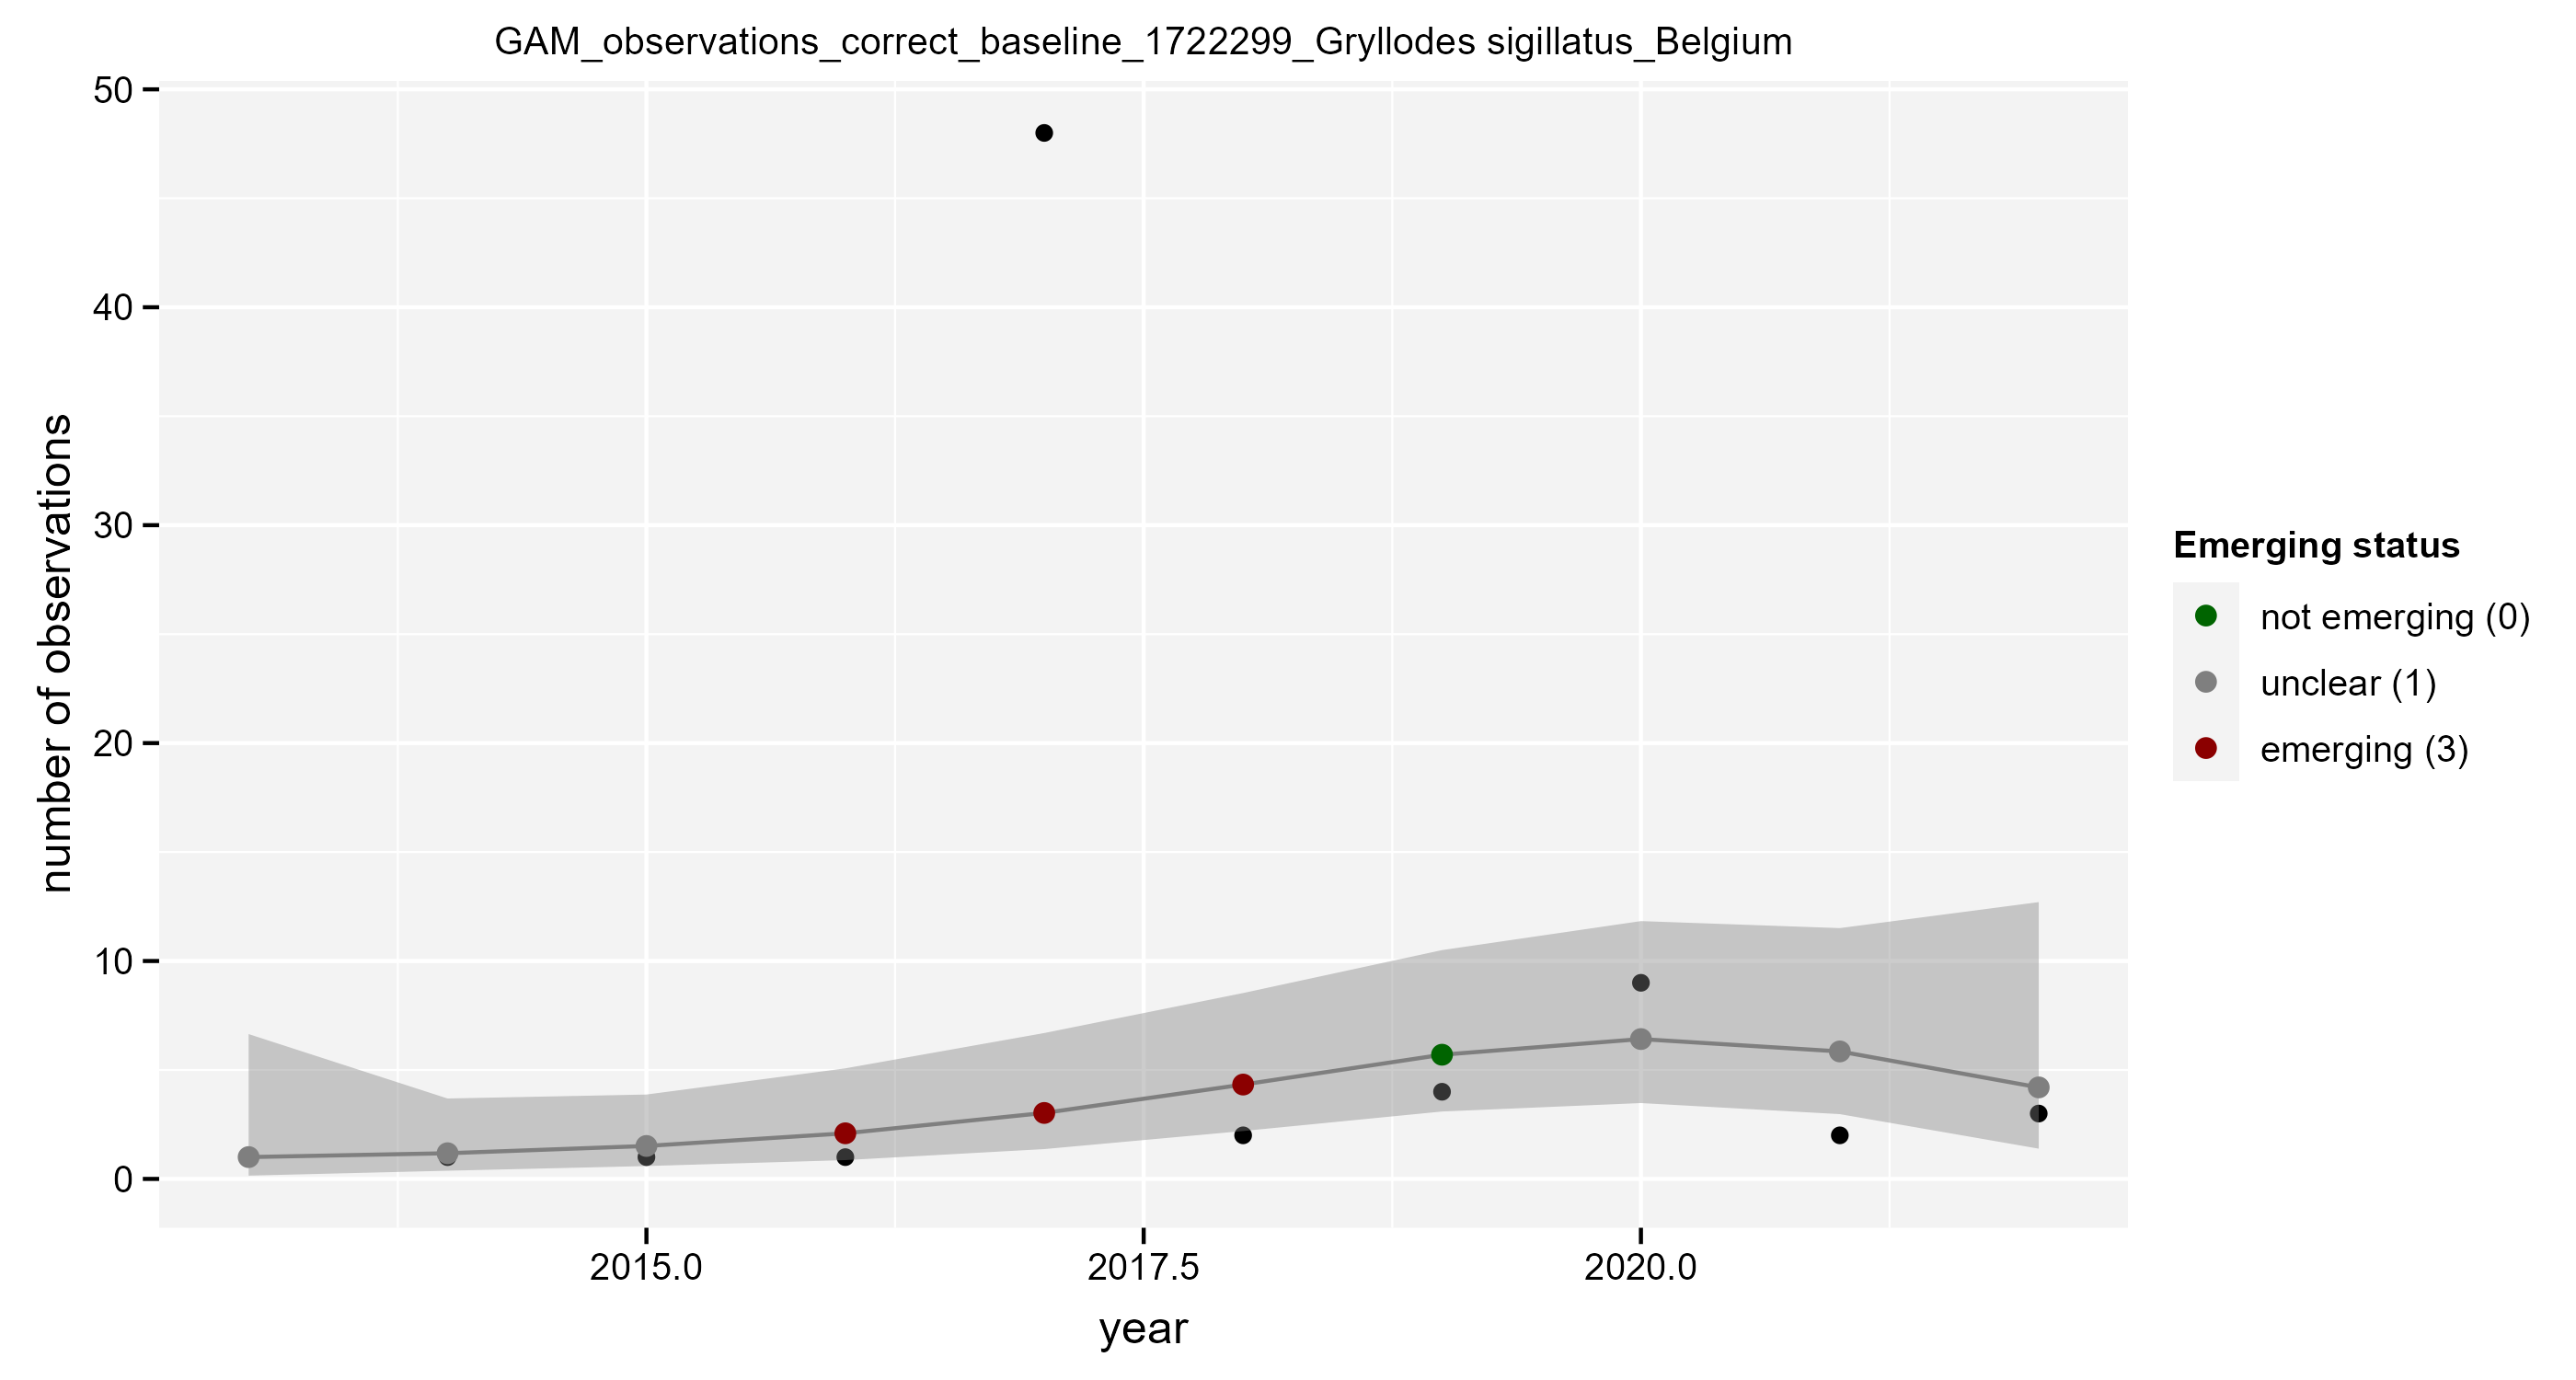 GAM_observations_correct_baseline_1722299_Gryllodes sigillatus_Belgium
number of observations
50
40
30
20
10
0
2015.0 2017.5 2020.0
year
Emerging status
not emerging (0)
unclear (1)
emerging (3)